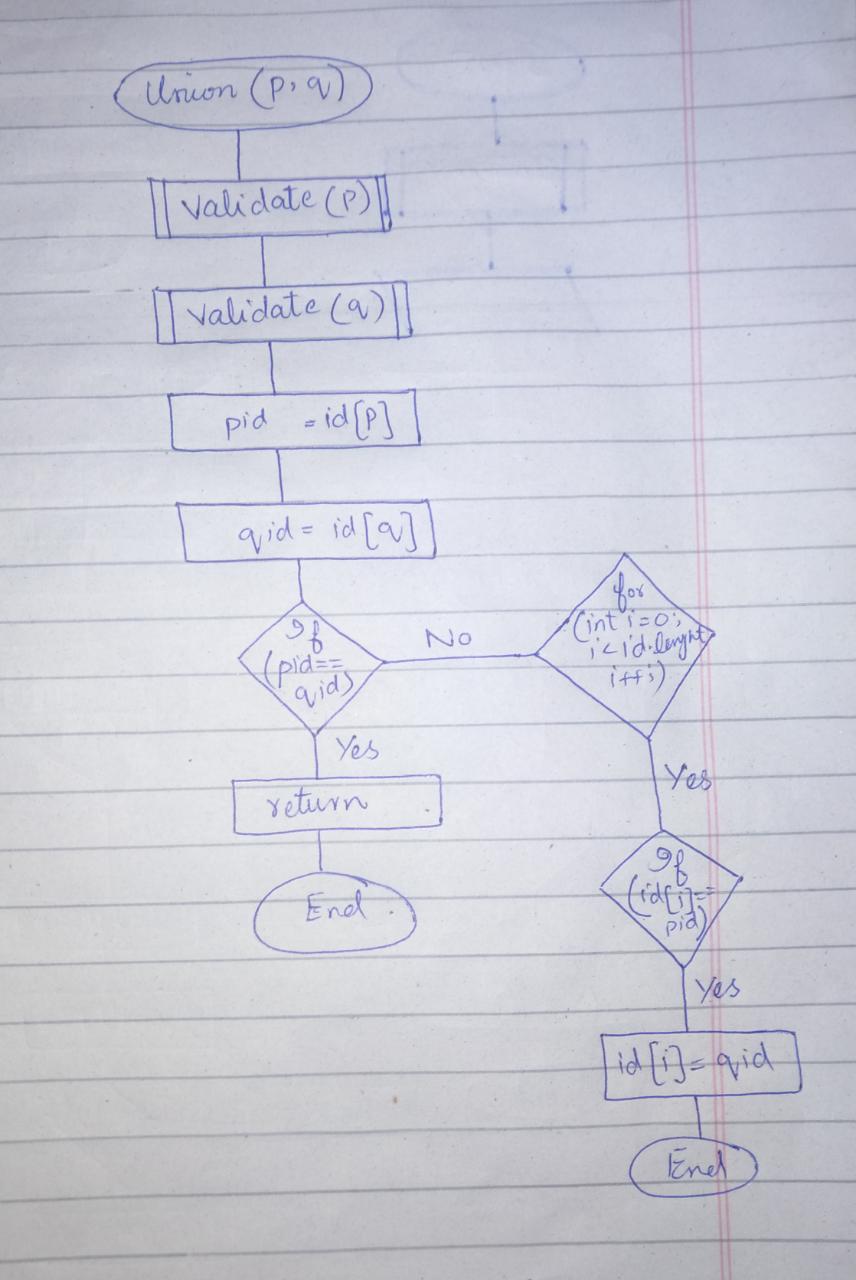 Union (p, q)
Validate (p)
Validate (q)
pid = id[p]
qid = id[q]
If
(pid==
qid)
No
Yes
return
End
for
(int i=0;
i<id.lenght
i++;)
Yes
If
(id[i]==
pid)
Yes
id[i]= qid
End